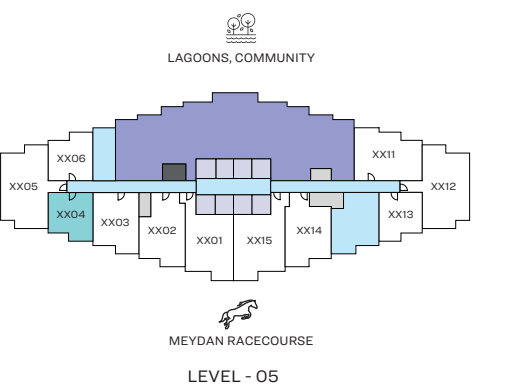 LAGOONS, COMMUNITY
XX06
XX11
XX05
XX12
XX04
XX03
XX02
XX01
XX15
XX14
XX13
MEYDAN RACECOURSE
LEVEL - 05